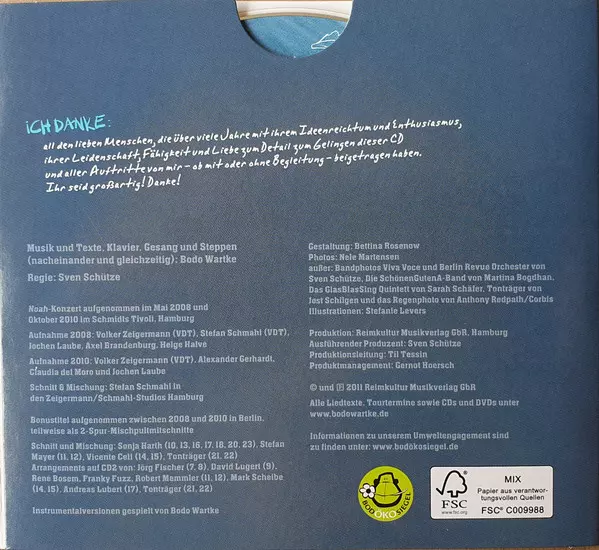 iCH DANKE:
all den lieben Menschen, die über viele Jahre mit ihrem Ideenreichtum und Enthusiasmus,
ihrer Leidenschaft, Fähigkeit und Liebe zum Detail zum Gelingen dieser CD
und aller Auftritte von mir – ob mit oder ohne Begleitung – beigetragen haben.
Ihr seid großartig! Danke!
Musik und Texte, Klavier, Gesang und Steppen
(nacheinander und gleichzeitig): Bodo Wartke
Regie: Sven Schütze
Noah-Konzert aufgenommen im Mai 2008 und
Oktober 2010 im Schmidts Tivoli, Hamburg
Aufnahme 2008: Volker Zeigermann (VDT), Stefan Schmahl (VDT),
Jochen Laube, Axel Brandenburg, Helge Halvé
Aufnahme 2010: Volker Zeigermann (VDT), Alexander Gerhardt,
Claudia del Moro und Jochen Laube
Schnitt & Mischung: Stefan Schmahl in
den Zeigermann/Schmahl-Studios Hamburg
Bonustitel aufgenommen zwischen 2008 und 2010 in Berlin,
teilweise als 2-Spur-Mischpultmitschnitte
Schnitt und Mischung: Sonja Harth (10, 13, 16, 17, 18, 20, 23), Stefan
Mayer (11, 12), Vicente Celi (14, 15), Tonträger (21, 22)
Arrangements auf CD2 von: Jörg Fischer (7, 8), David Lugert (9),
Rene Bosem, Franky Fuzz, Robert Memmler (11, 12), Mark Scheibe
(14, 15), Andreas Lubert (17), Tonträger (21, 22)
Instrumentalversionen gespielt von Bodo Wartke
Gestaltung: Bettina Rosenow
Photos: Nele Martensen
außer: Bandphotos Viva Voce und Berlin Revue Orchester von
Sven Schütze, Die SchönenGutenA-Band von Martina Bogdhan,
Das GlasBlasSing Quintett von Sarah Schäfer, Tonträger von
Jost Schilgen und das Regenphoto von Anthony Redpath/Corbis
Illustrationen: Stefanie Levers
Produktion: Reimkultur Musikverlag GbR, Hamburg
Ausführender Produzent: Sven Schütze
Produktionsleitung: Til Tessin
Produktmanagement: Gernot Hoersch
© und ℗ 2011 Reimkultur Musikverlag GbR
Alle Liedtexte, Tourtermine sowie CDs und DVDs unter
www.bodowartke.de.
Informationen zu unserem Umweltengagement sind
zu finden unter: www.bodökosiegel.de
BODÖKOSIEGEL
FSC
www.fsc.org
MIX
Papier aus verantwor-
tungsvollen Quellen
FSC® C009988